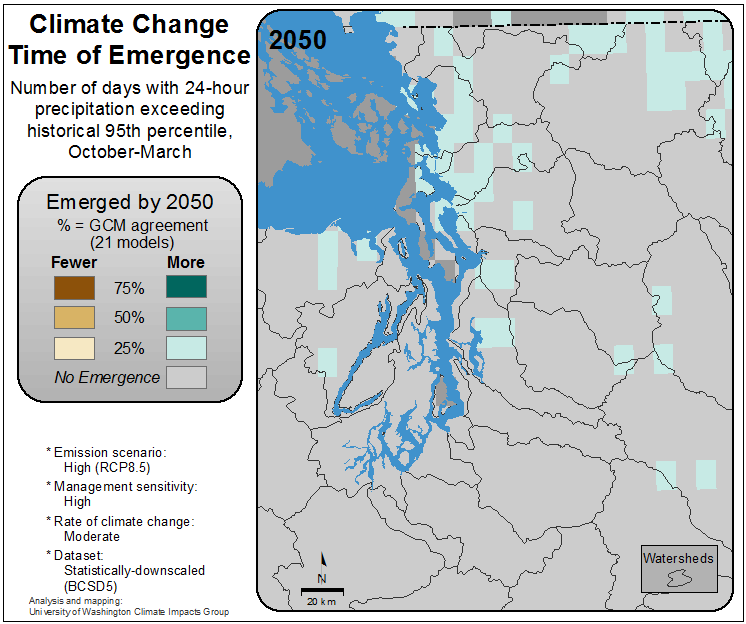 Climate Change
Time of Emergence
Number of days with 24-hour
precipitation exceeding
historical 95th percentile,
October-March
Emerged by 2050
% = GCM agreement
(21 models)
Fewer More
75%
50%
25%
No Emergence
* Emission scenario:
High (RCP8.5)
* Management sensitivity:
High
* Rate of climate change:
Moderate
* Dataset:
Statistically-downscaled
(BCSD5)
Analysis and mapping:
University of Washington Climate Impacts Group
2050
N
20 km
Watersheds